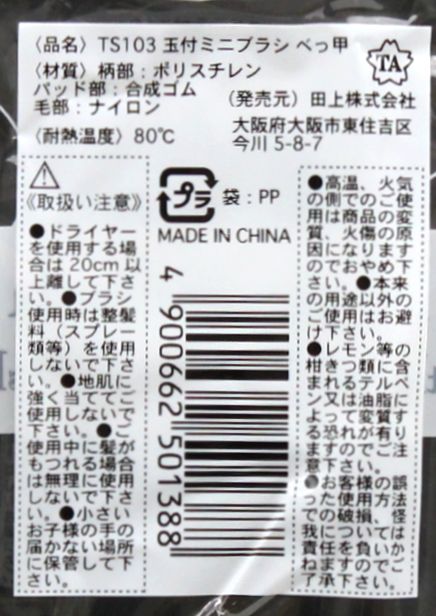 〈品名〉 TS103 玉付ミニブラシ べっ甲
〈材質〉 柄部：ポリスチレン
パッド部：合成ゴム
毛部：ナイロン
〈耐熱温度〉 80℃
TA
(発売元) 田上株式会社
大阪府大阪市東住吉区
今川 5-8-7
プラ
袋：PP
MADE IN CHINA
《取扱い注意》
●ドライヤー
を使用する場
合は 20cm 以
上離して下さ
い。●ブラシ
使用時は整髪
料（スプレー
類等）を使用
しないで下さ
い。●地肌に
強く当ててご
使用しないで
下さい。●ご
使用中に髪が
もつれる場合
は無理に使用
しないで下さ
い。●小さい
お子様の手の
届かない場所
に保管して下
さい。
4 900662 501388
●高温、火気
の側でのご使
用は商品の変
質、火傷の原
因になります
のでおやめ下
さい。●本来
の用途以外の
ご使用はお避
け下さい。
●レモン等の
柑きつ類に含
まれるテルペ
ン又は油脂に
よって変質す
る恐れが有り
ますのでご注
意下さい。
●お客様の誤
った使用方法
での破損、怪
我については
責任を負いか
ねますのでご
了承下さい。